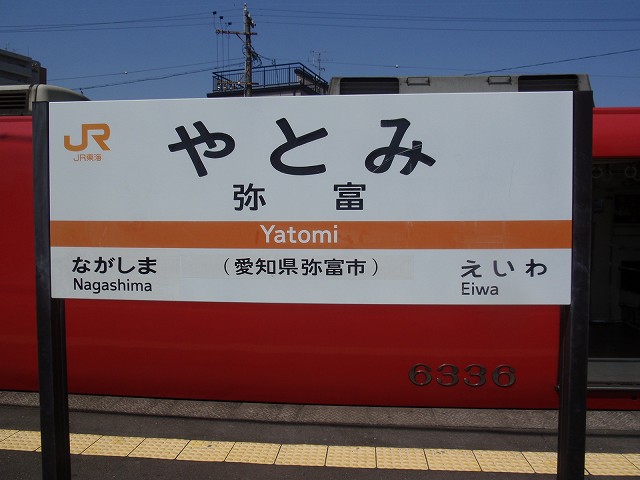 JR
JR東海
やとみ
弥富
Yatomi
ながしま
Nagashima
(愛知県弥富市)
えいわ
Eiwa
6336